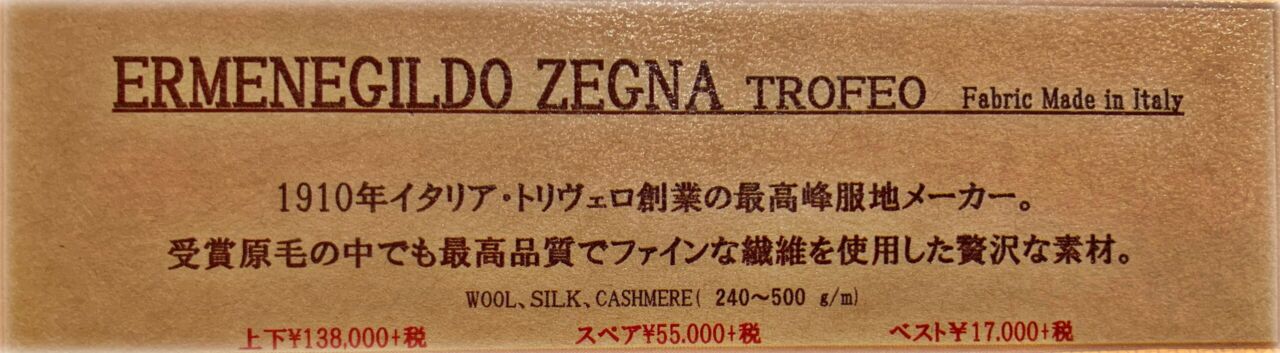 ERMENEGILDO ZEGNA TROFEO Fabric Made in Italy
1910年イタリア・トリヴェロ創業の最高峰服地メーカー。
受賞原毛の中でも最高品質でファインな繊維を使用した贅沢な素材。
WOOL、SILK、CASHMERE( 240～500 g/m)
上下¥138,000+税 スペア¥55.000+税 ベスト¥17.000+税